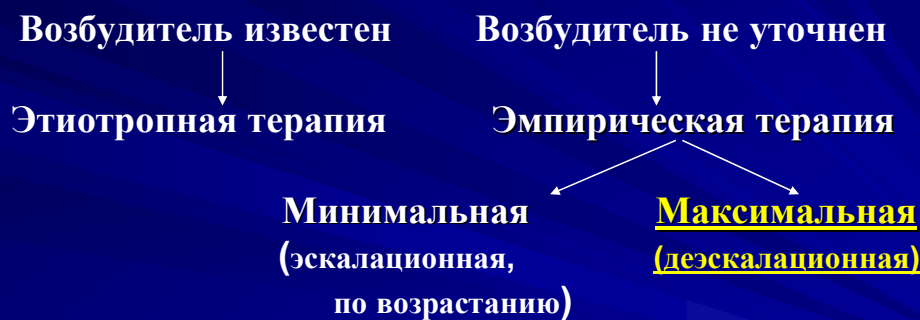 Возбудитель известен Возбудитель не уточнен
Этиотропная терапия Эмпирическая терапия
Минимальная Максимальная
(эскалационная, (деэскалационная)
по возрастанию)